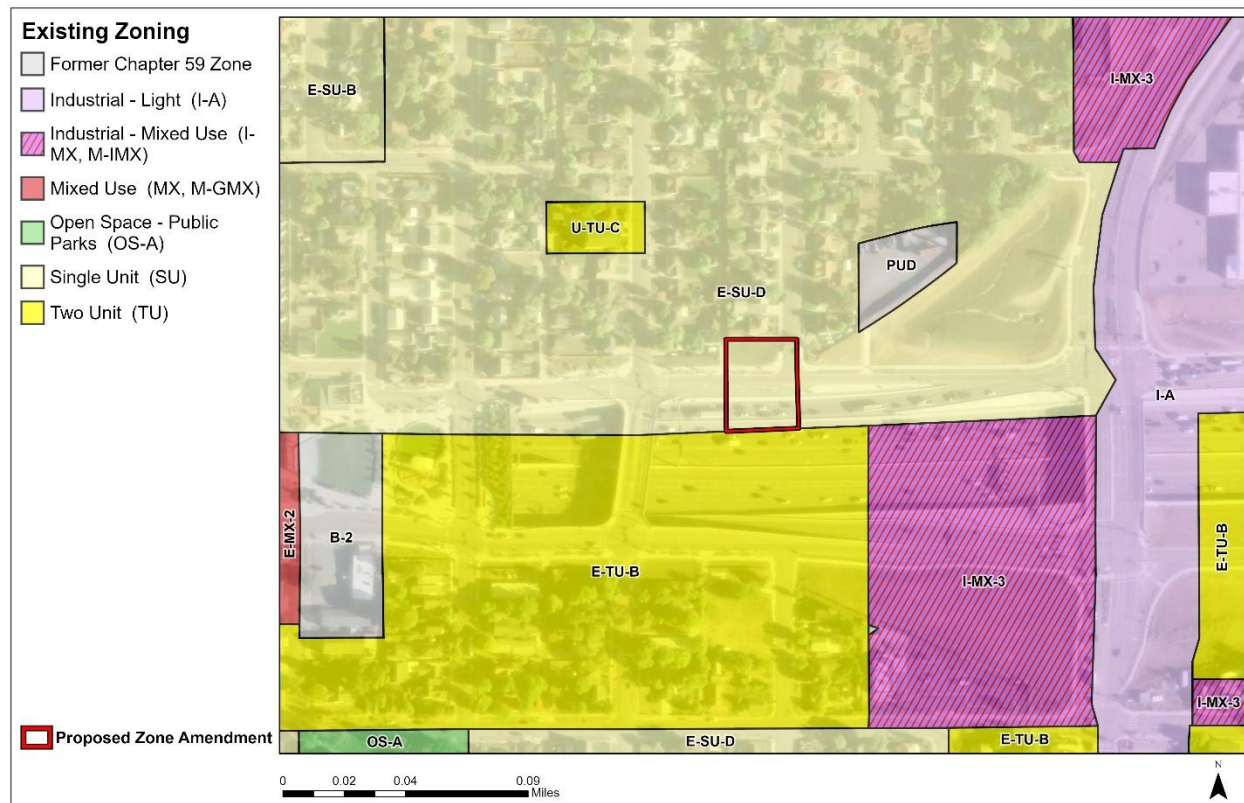 Existing Zoning
Former Chapter 59 Zone
Industrial - Light (I-A)
Industrial - Mixed Use (I-
MX, M-IMX)
Mixed Use (MX, M-GMX)
Open Space - Public
Parks (OS-A)
Single Unit (SU)
Two Unit (TU)
Proposed Zone Amendment
E-SU-B
I-MX-3
U-TU-C
PUD
E-SU-D
I-A
E-MX-2
B-2
E-TU-B
I-MX-3
E-TU-B
I-MX-3
OS-A
E-SU-D
E-TU-B
0 0.02 0.04 0.09
Miles
N